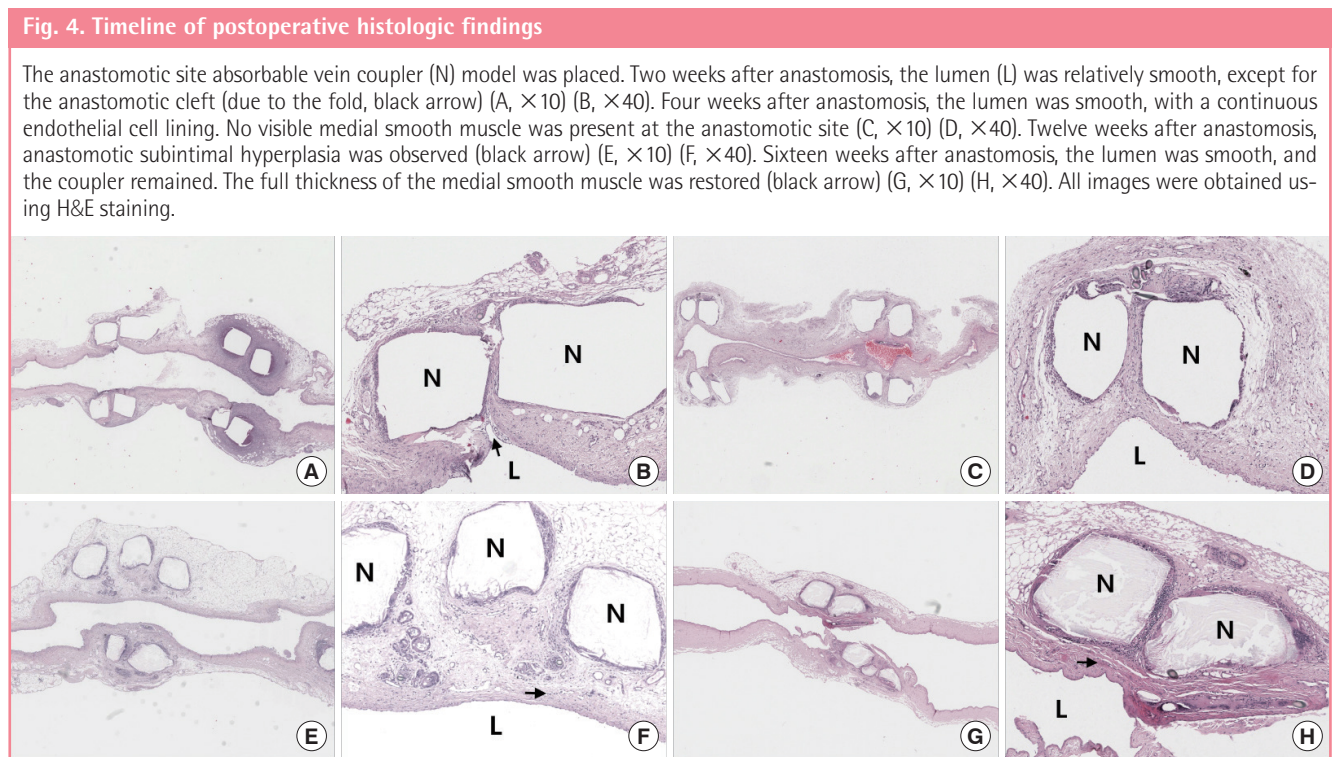 Fig. 4. Timeline of postoperative histologic findings
The anastomotic site absorbable vein coupler (N) model was placed. Two weeks after anastomosis, the lumen (L) was relatively smooth, except for
the anastomotic cleft (due to the fold, black arrow) (A, ×10) (B, ×40). Four weeks after anastomosis, the lumen was smooth, with a continuous
endothelial cell lining. No visible medial smooth muscle was present at the anastomotic site (C, ×10) (D, ×40). Twelve weeks after anastomosis,
anastomotic subintimal hyperplasia was observed (black arrow) (E, ×10) (F, ×40). Sixteen weeks after anastomosis, the lumen was smooth, and
the coupler remained. The full thickness of the medial smooth muscle was restored (black arrow) (G, ×10) (H, ×40). All images were obtained us-
ing H&E staining.
A
N
N
L
B
C
N
N
L
D
E
N
N
N
L
F
G
N
N
L
H